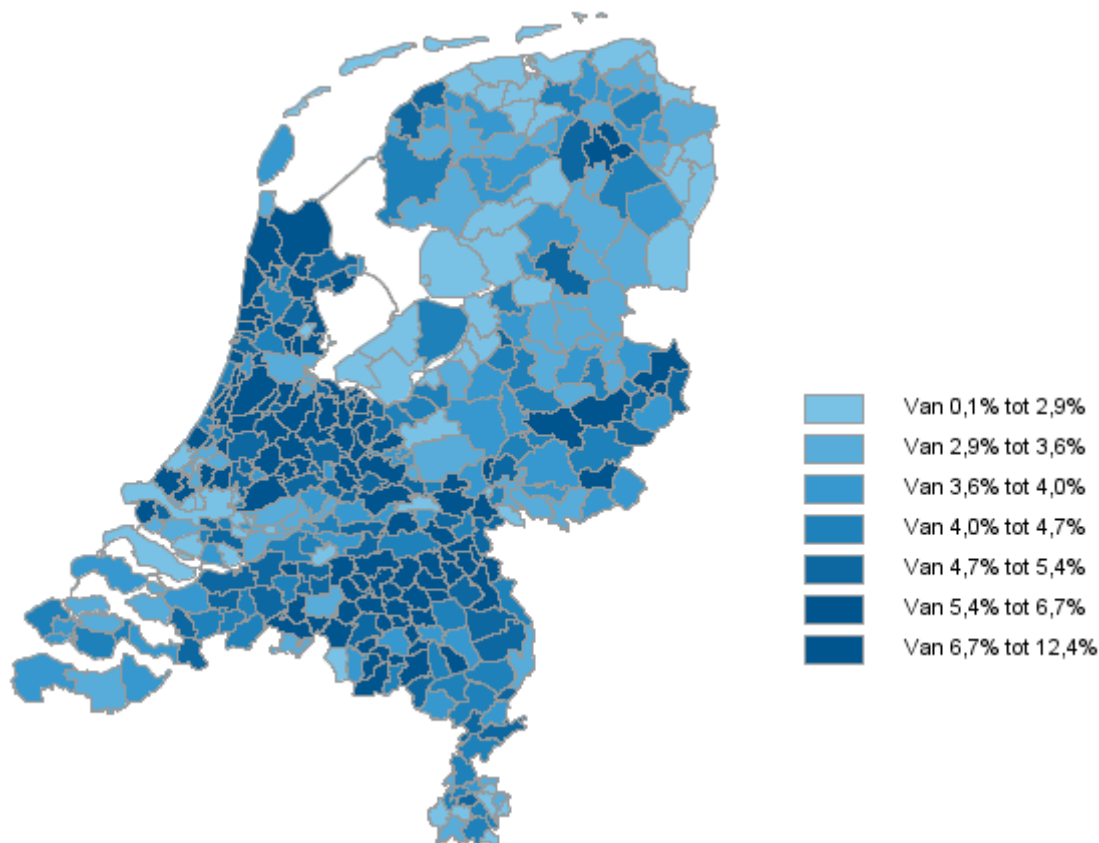 Van 0,1% tot 2,9%
Van 2,9% tot 3,6%
Van 3,6% tot 4,0%
Van 4,0% tot 4,7%
Van 4,7% tot 5,4%
Van 5,4% tot 6,7%
Van 6,7% tot 12,4%